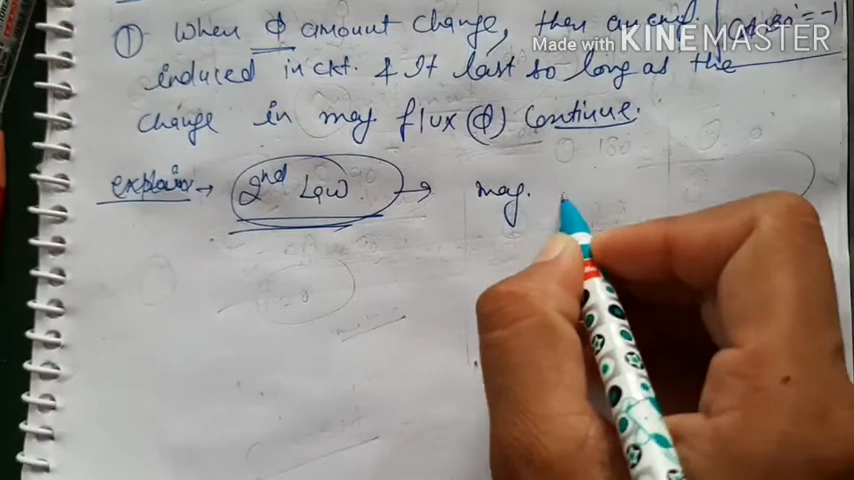 ① When ϕ amount change, then an emf
Made with KINEMASTER
induced in ckt. & It last so long as the
change in mag flux (ϕ) Continue.
explain → 2nd Law → mag.